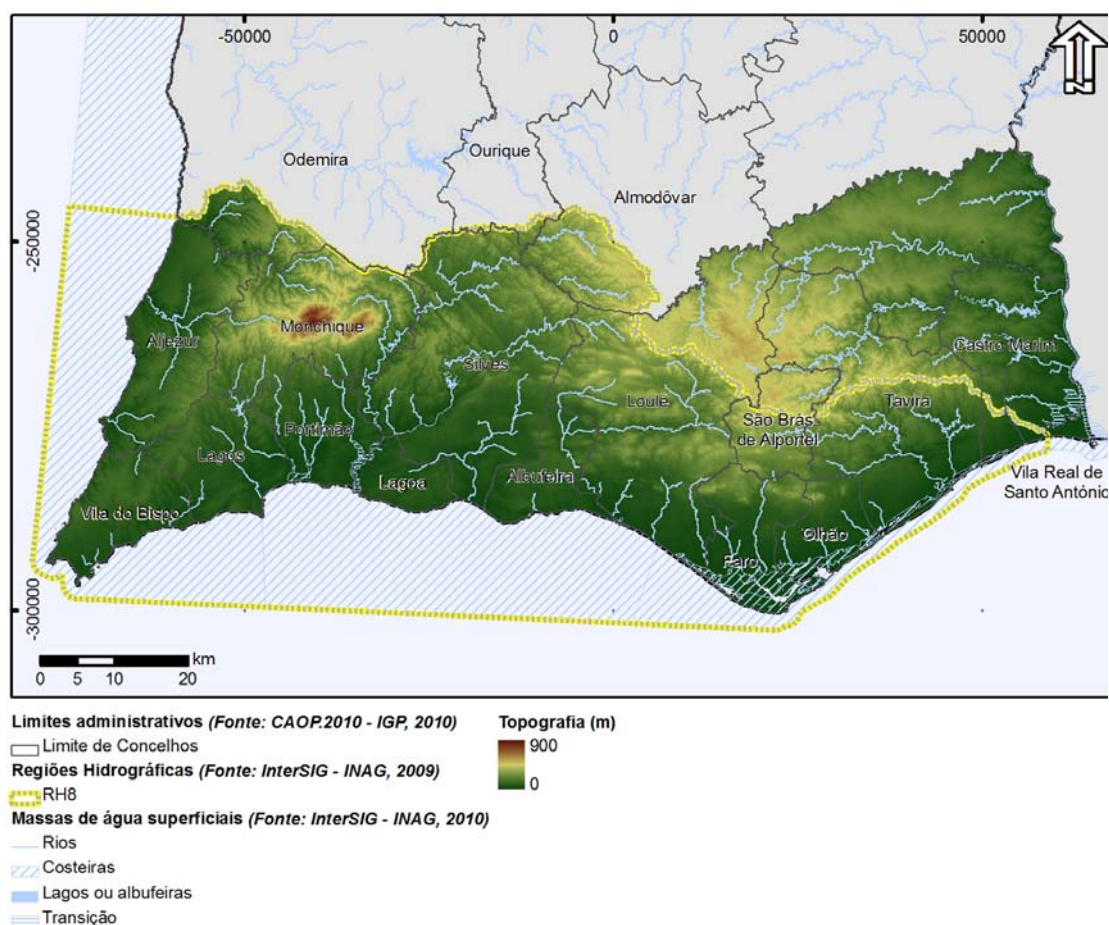 -50000 0 50000
N
Odemira
Ourique
Almodôvar
-250000
Monchique
Aljezur
Castro Marim
Silves
Loulé
Tavira
São Brás
de Alportel
Portimão
Lagos
Lagoa
Albufeira
Vila Real de
Santo António
Vila do Bispo
Olhão
Faro
-300000
km
0 5 10 20
Limites administrativos (Fonte: CAOP.2010 - IGP, 2010)
Limite de Concelhos
Regiões Hidrográficas (Fonte: InterSIG - INAG, 2009)
RH8
Massas de água superficiais (Fonte: InterSIG - INAG, 2010)
Rios
Costeiras
Lagos ou albufeiras
Transição
Topografia (m)
900
0